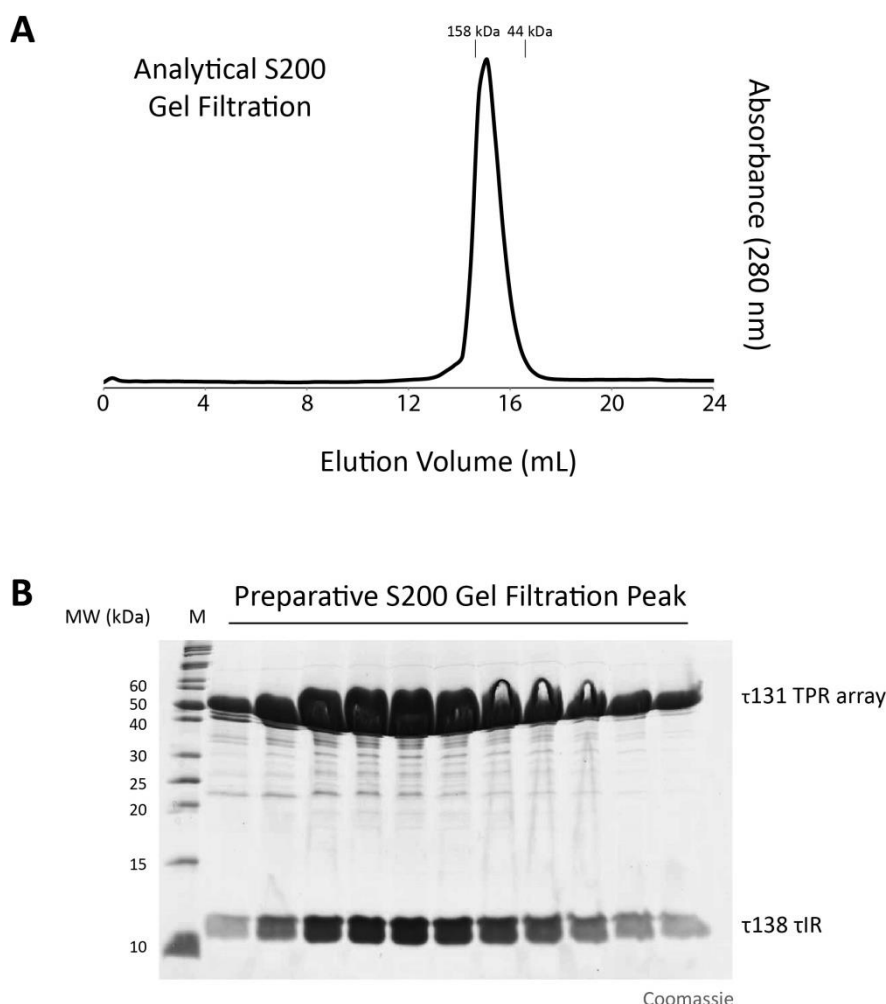 A
158 kDa 44 kDa
Analytical S200
Gel Filtration
Absorbance (280 nm)
0 4 8 12 16 20 24
Elution Volume (mL)
B
Preparative S200 Gel Filtration Peak
MW (kDa) M
60
50
40
30
25
20
15
10
τ131 TPR array
τ138 τIR
Coomassie